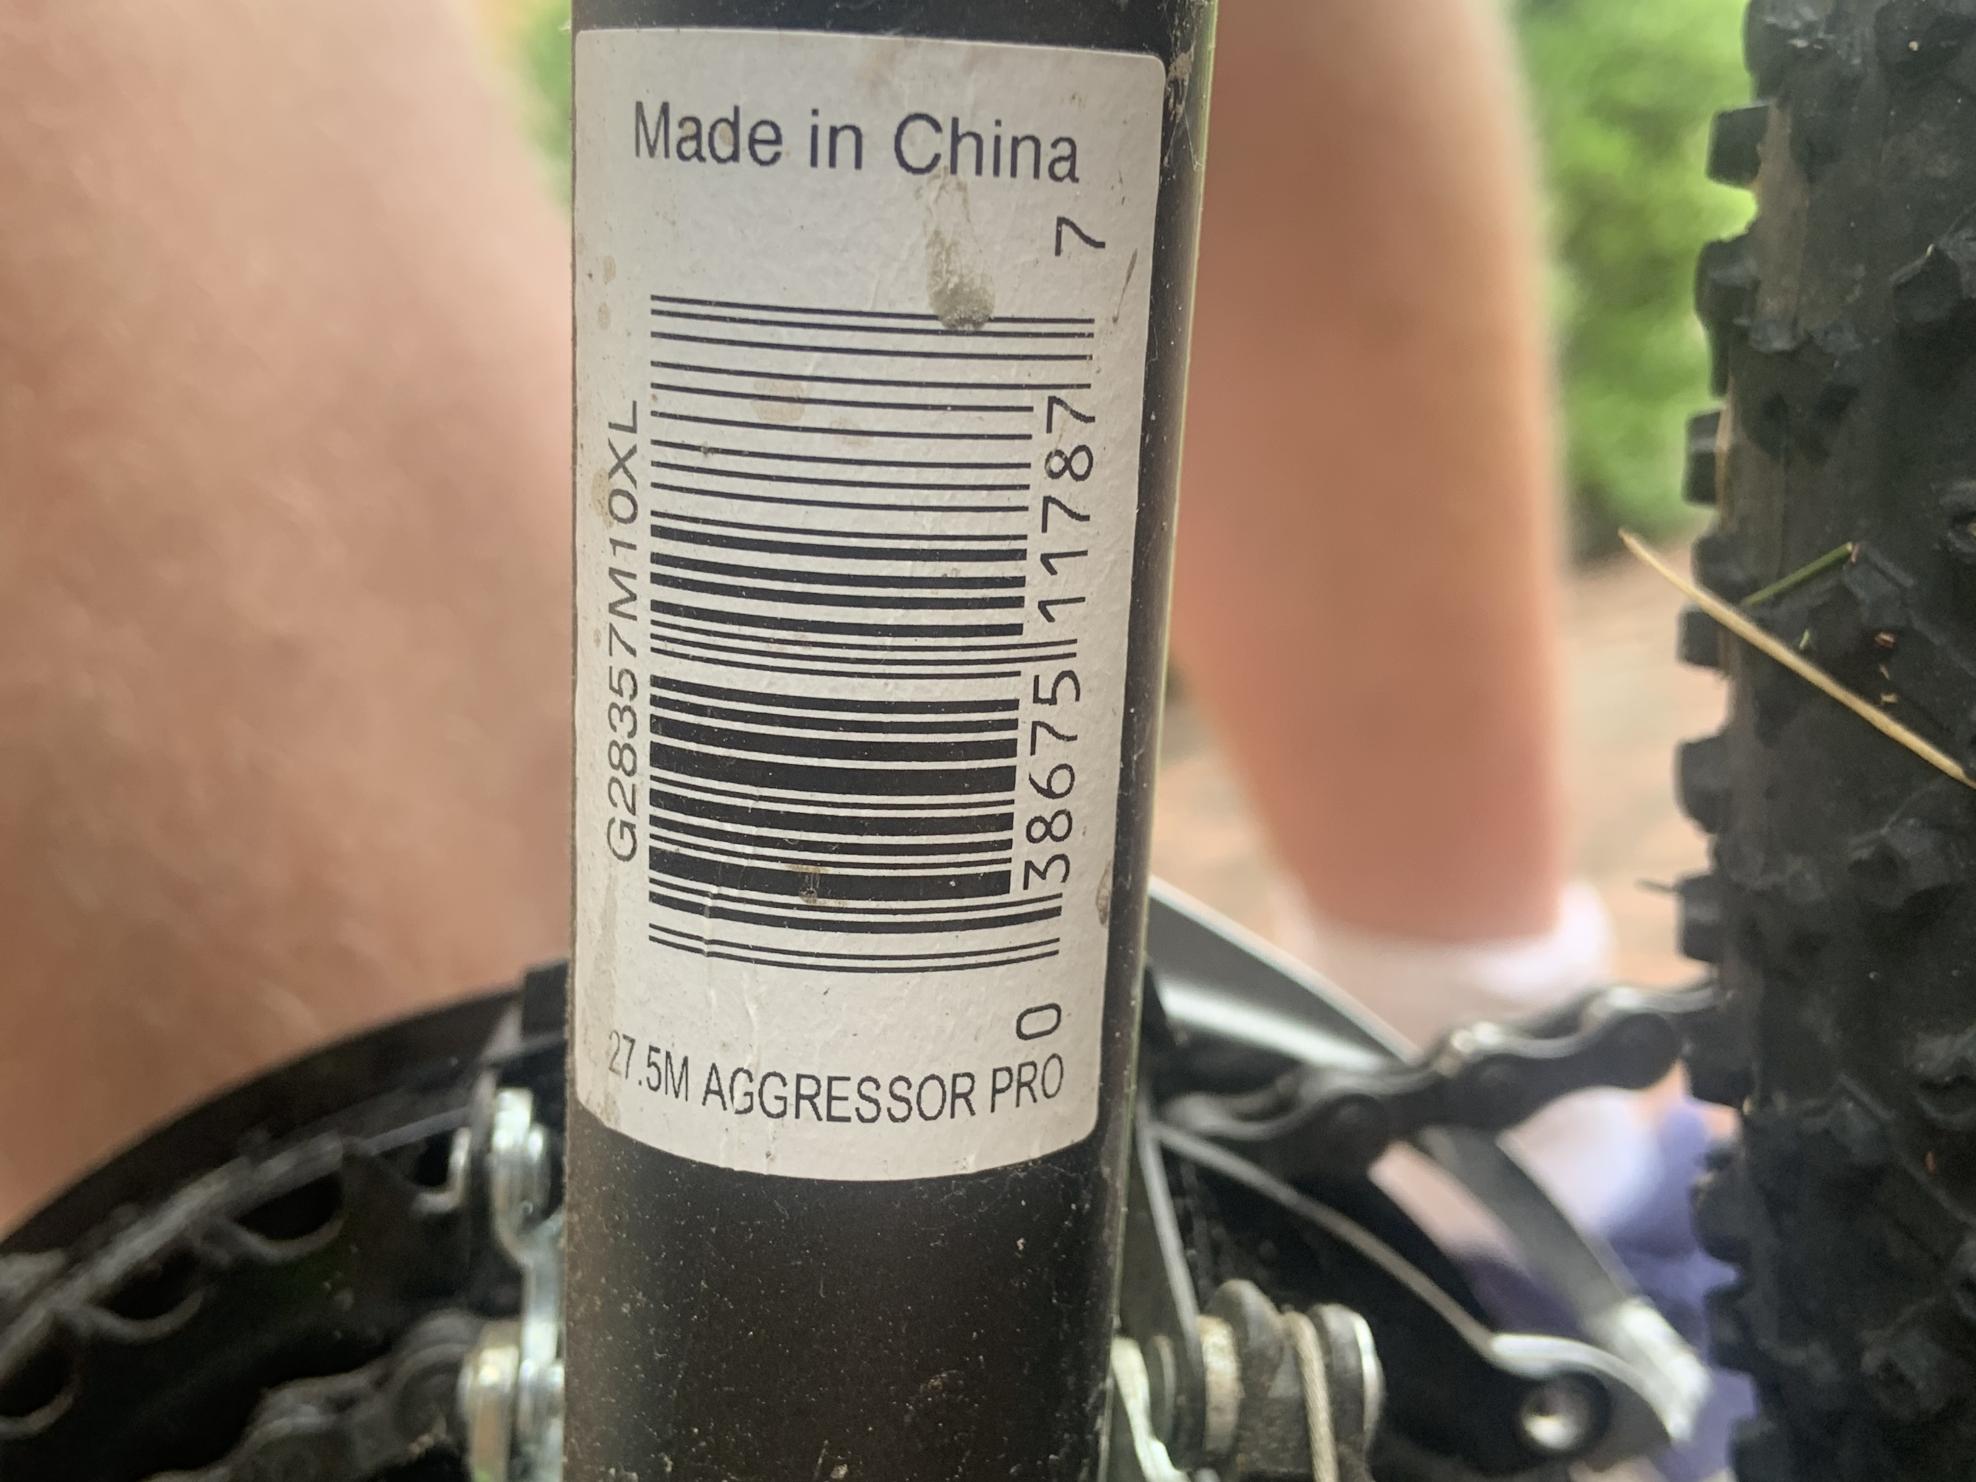 Made in China
G28357M10XL
0 38675 11787 7
27.5M AGGRESSOR PRO